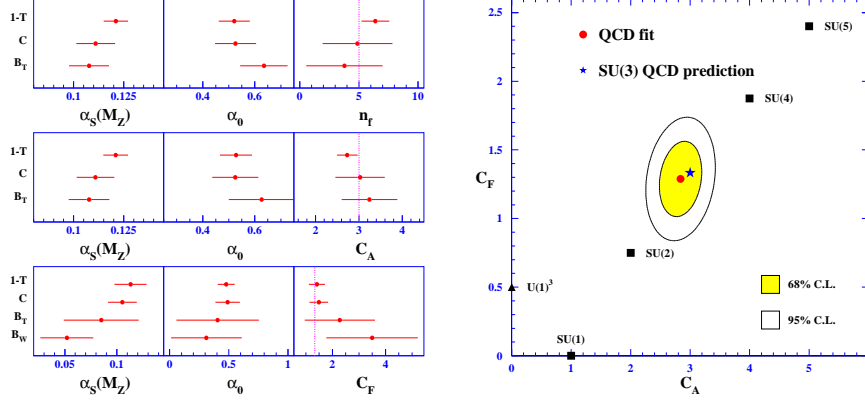 1-T
C
B_T
0.1 0.125 0.4 0.6 0 5 10
α_S(M_Z) α_0 n_f
1-T
C
B_T
0.1 0.125 0.4 0.6 2 3 4
α_S(M_Z) α_0 C_A
1-T
C
B_T
B_W
0.05 0.1 0 0.5 1 2 4
α_S(M_Z) α_0 C_F
2.5
2
1.5
1
0.5
0
C_F
QCD fit
SU(3) QCD prediction
SU(5)
SU(4)
SU(2)
U(1)^3
SU(1)
68% C.L.
95% C.L.
0 1 2 3 4 5
C_A